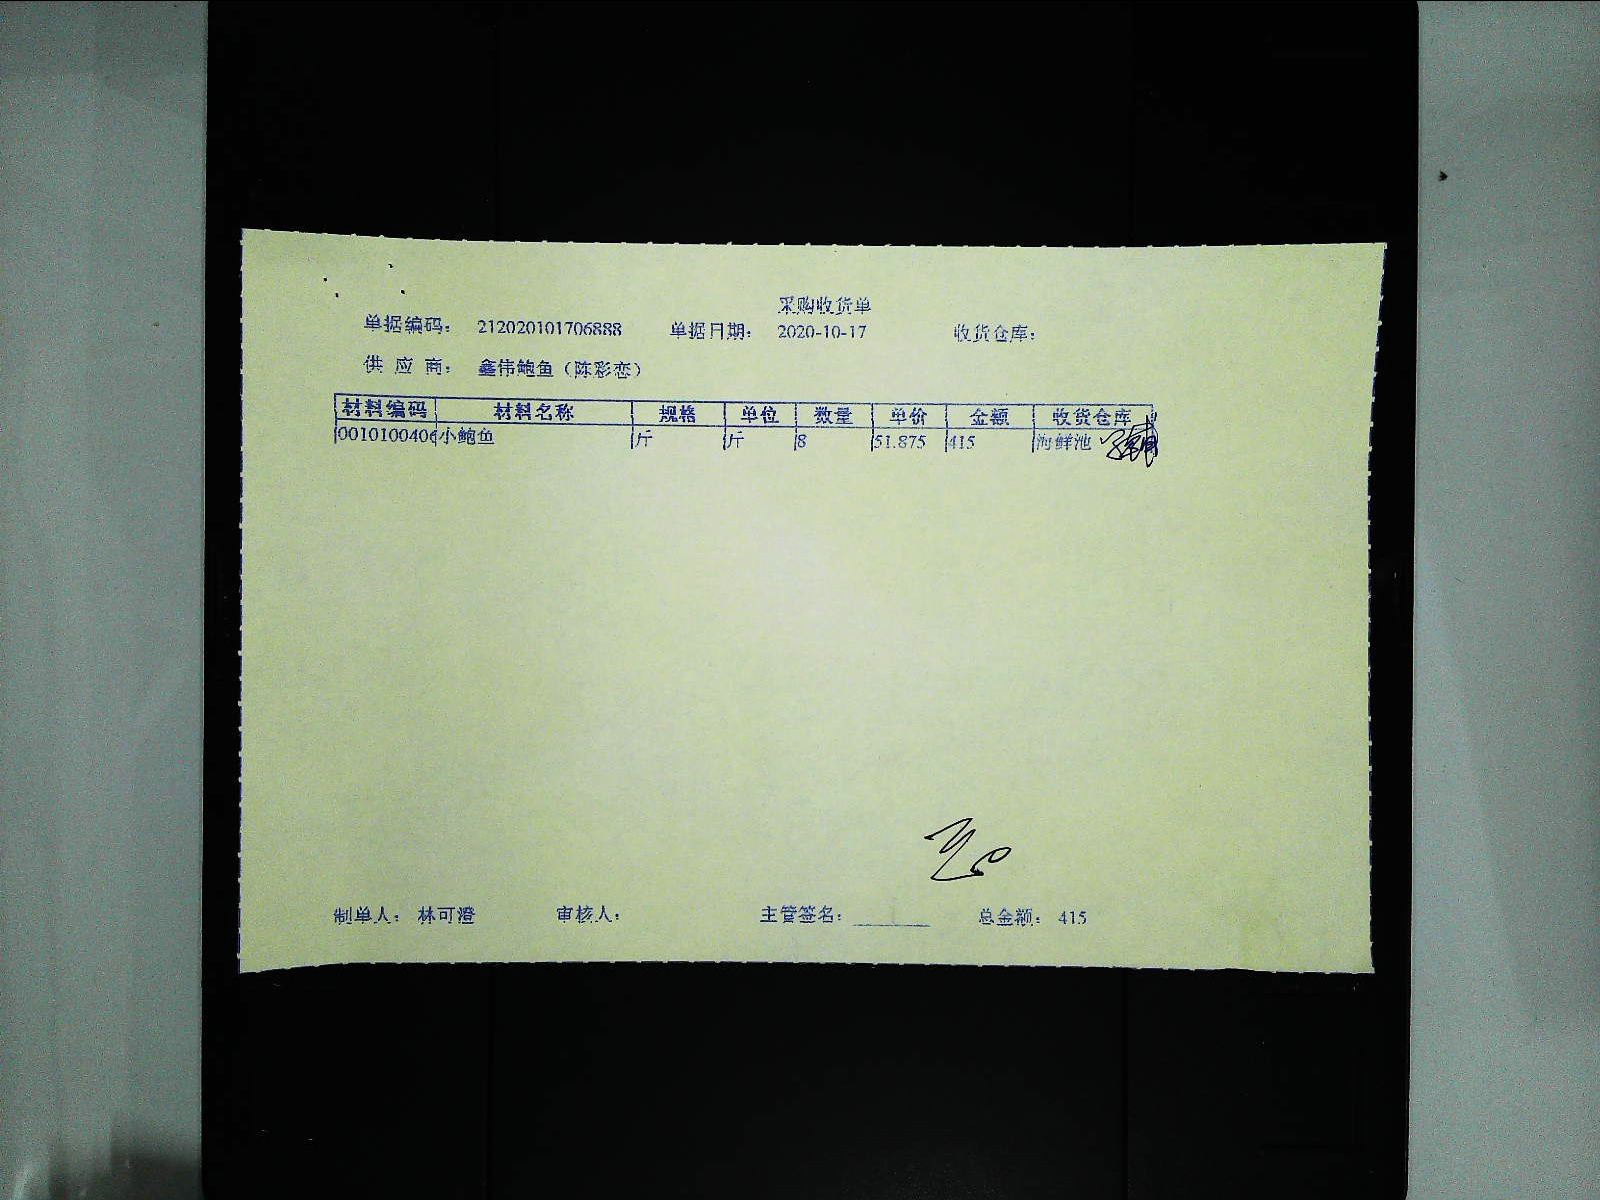 采购收货单
单据编码： 212020101706888 单据日期： 2020-10-17 收货仓库：
供 应 商： 鑫伟鲍鱼（陈彩恋）
材料编码 材料名称 规格 单位 数量 单价 金额 收货仓库
0010100406 小鲍鱼 斤 斤 8 51.875 415 海鲜池
制单人： 林可澄 审核人： 主管签名： 总金额： 415